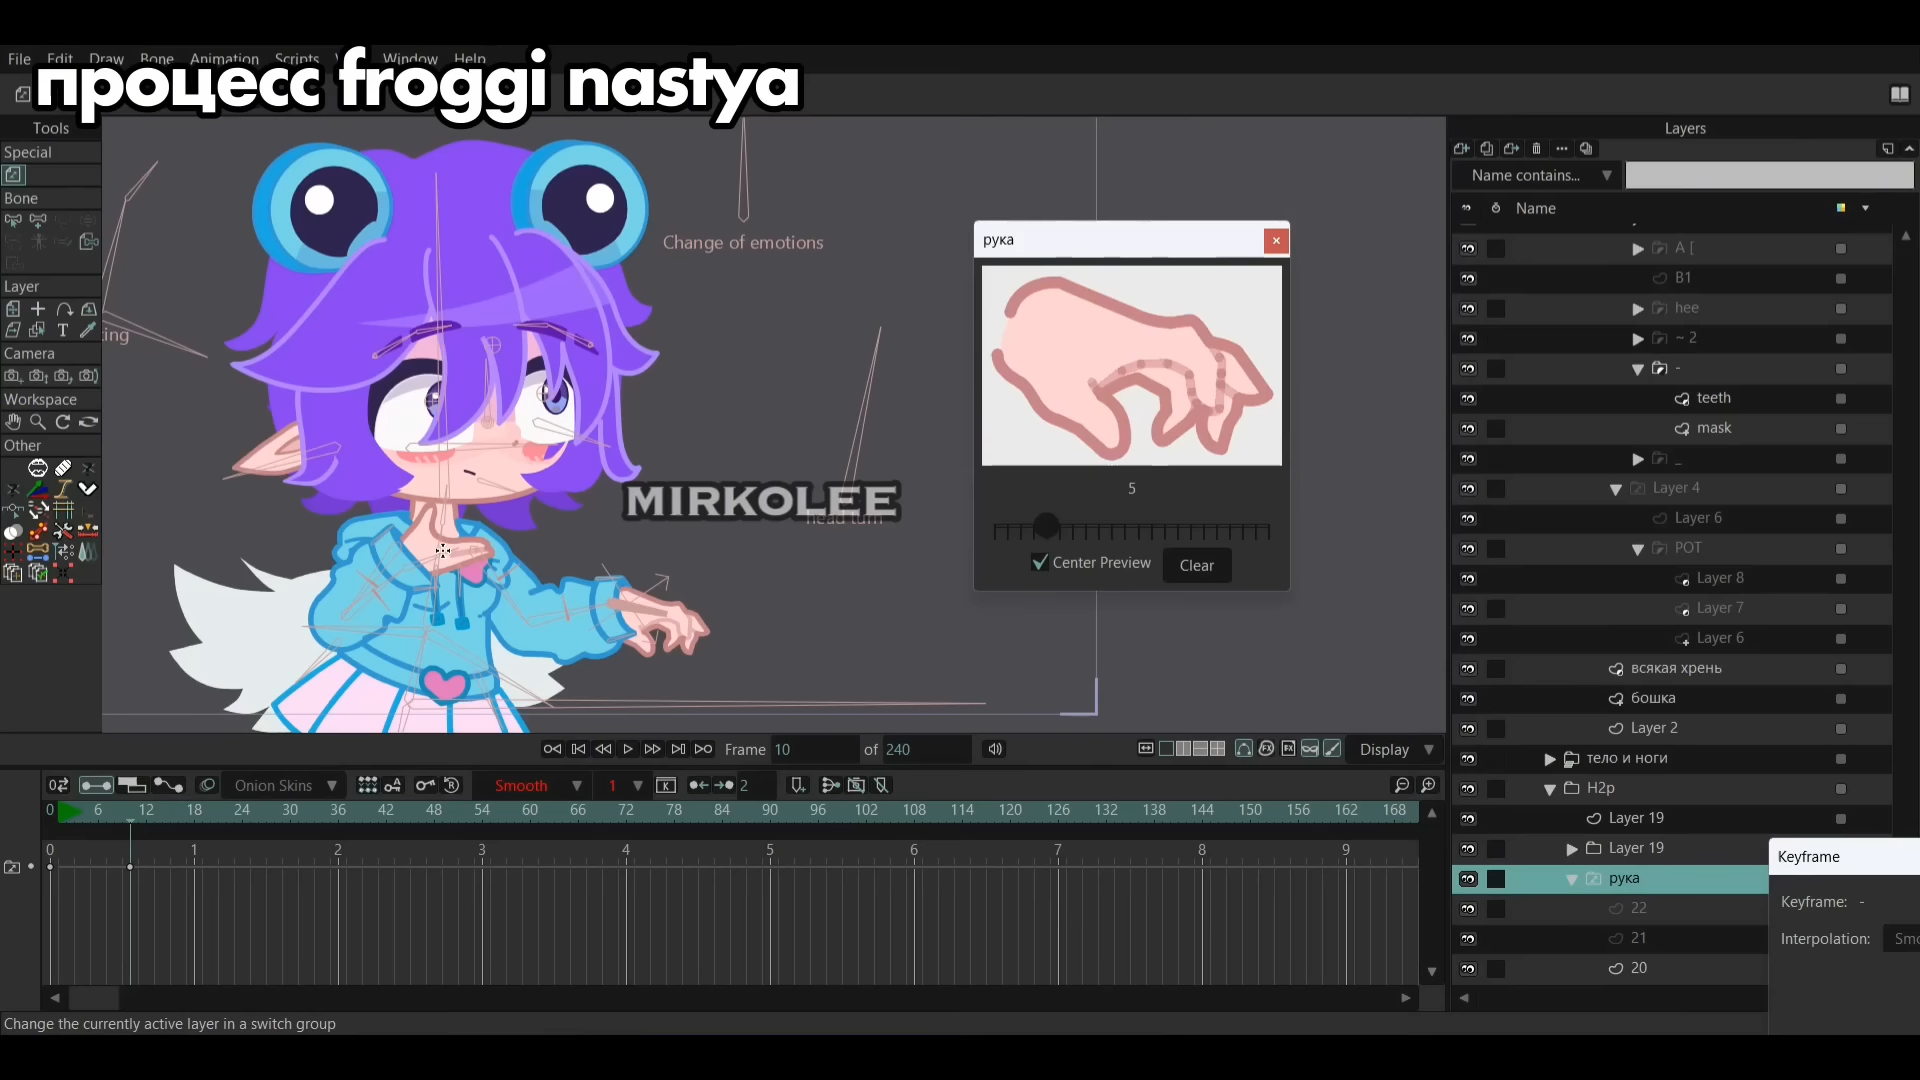 File Edit Draw Bone Animation Scripts Window Help
процесс froggi nastya
Tools
Special
Bone
Layer
Camera
Workspace
Other
Change of emotions
head turn
MIRKOLEE
рука
5
Center Preview
Clear
Layers
Name contains...
Name
A [
B1
hee
~ 2
-
teeth
mask
_
Layer 4
Layer 6
РОТ
Layer 8
Layer 7
Layer 6
всякая хрень
бошка
Layer 2
тело и ноги
Н2р
Layer 19
Layer 19
рука
22
21
20
Keyframe
Keyframe: -
Interpolation: Smo
Frame 10 of 240
Display
Onion Skins
Smooth
1
2
0 6 12 18 24 30 36 42 48 54 60 66 72 78 84 90 96 102 108 114 120 126 132 138 144 150 156 162 168
0 1 2 3 4 5 6 7 8 9
Change the currently active layer in a switch group